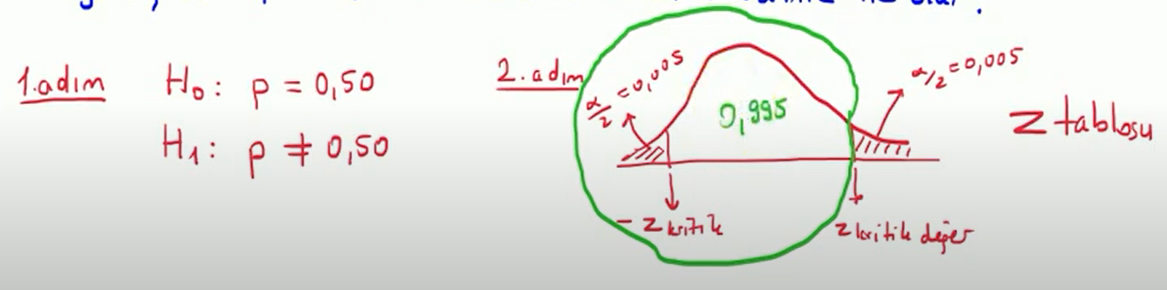 1.adım
H₀: p = 0,50
H₁: p ≠ 0,50
2.adım
α/2 = 0,005
0,995
α/2 = 0,005
z tablosu
- z kritik
z kritik değer